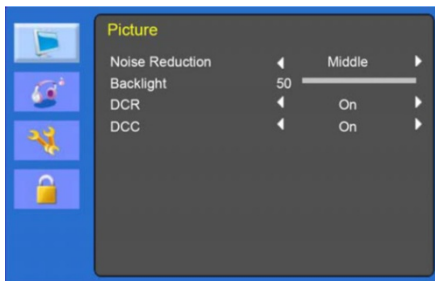 Picture
Noise Reduction Middle
Backlight 50
DCR On
DCC On